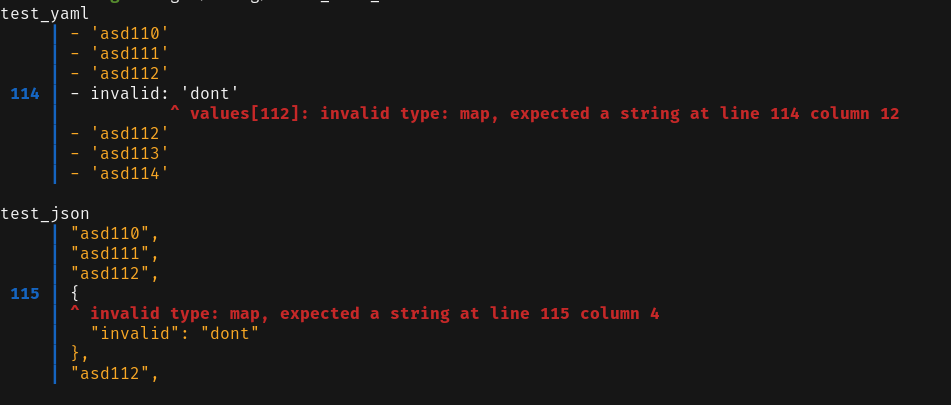 test_yaml
| - 'asd110'
| - 'asd111'
| - 'asd112'
114 | - invalid: 'dont'
| ^ values[112]: invalid type: map, expected a string at line 114 column 12
| - 'asd112'
| - 'asd113'
| - 'asd114'
test_json
| "asd110",
| "asd111",
| "asd112",
115 | {
| ^ invalid type: map, expected a string at line 115 column 4
| "invalid": "dont"
| },
| "asd112",